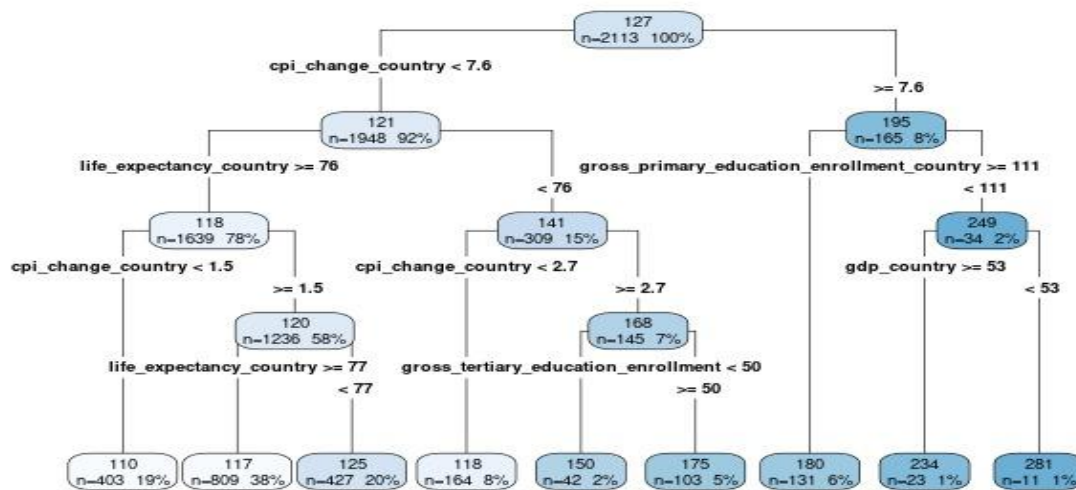 127
n=2113 100%
cpi_change_country < 7.6
>= 7.6
121
n=1948 92%
195
n=165 8%
life_expectancy_country >= 76
< 76
gross_primary_education_enrollment_country >= 111
< 111
118
n=1639 78%
141
n=309 15%
249
n=34 2%
cpi_change_country < 1.5
>= 1.5
cpi_change_country < 2.7
>= 2.7
gdp_country >= 53
< 53
120
n=1236 58%
168
n=145 7%
life_expectancy_country >= 77
< 77
gross_tertiary_education_enrollment < 50
>= 50
110
n=403 19%
117
n=809 38%
125
n=427 20%
118
n=164 8%
150
n=42 2%
175
n=103 5%
180
n=131 6%
234
n=23 1%
281
n=11 1%